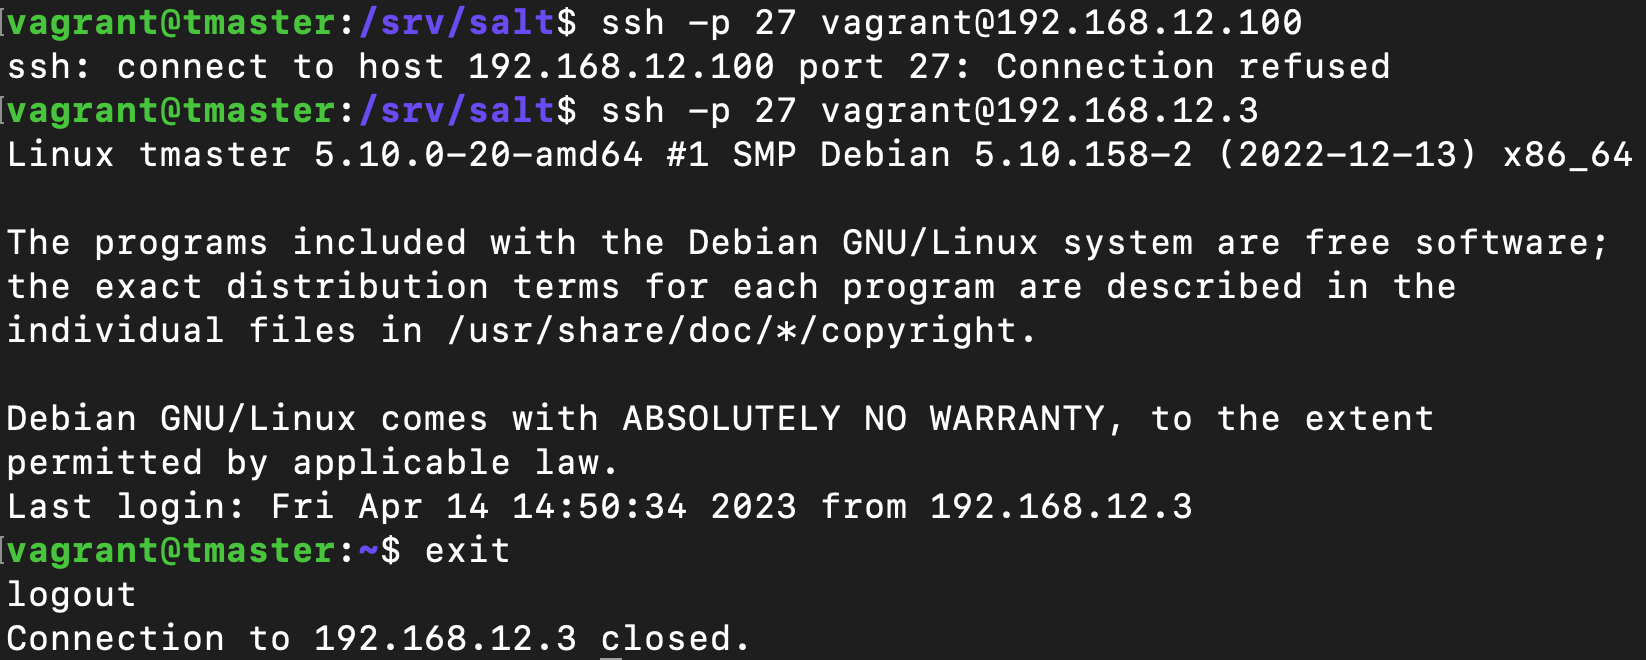 vagrant@tmaster:/srv/salt$ ssh -p 27 vagrant@192.168.12.100
ssh: connect to host 192.168.12.100 port 27: Connection refused
vagrant@tmaster:/srv/salt$ ssh -p 27 vagrant@192.168.12.3
Linux tmaster 5.10.0-20-amd64 #1 SMP Debian 5.10.158-2 (2022-12-13) x86_64
The programs included with the Debian GNU/Linux system are free software;
the exact distribution terms for each program are described in the
individual files in /usr/share/doc/*/copyright.
Debian GNU/Linux comes with ABSOLUTELY NO WARRANTY, to the extent
permitted by applicable law.
Last login: Fri Apr 14 14:50:34 2023 from 192.168.12.3
vagrant@tmaster:~$ exit
logout
Connection to 192.168.12.3 closed.